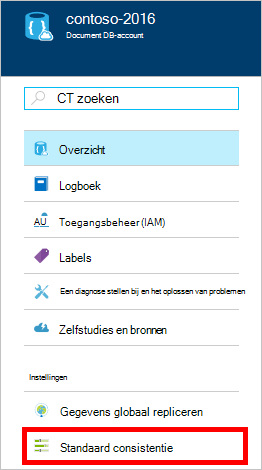 contoso-2016
Document DB-account
CT zoeken
Overzicht
Logboek
Toegangsbeheer (IAM)
Labels
Een diagnose stellen bij en het oplossen van problemen
Zelfstudies en bronnen
Instellingen
Gegevens globaal repliceren
Standaard consistentie